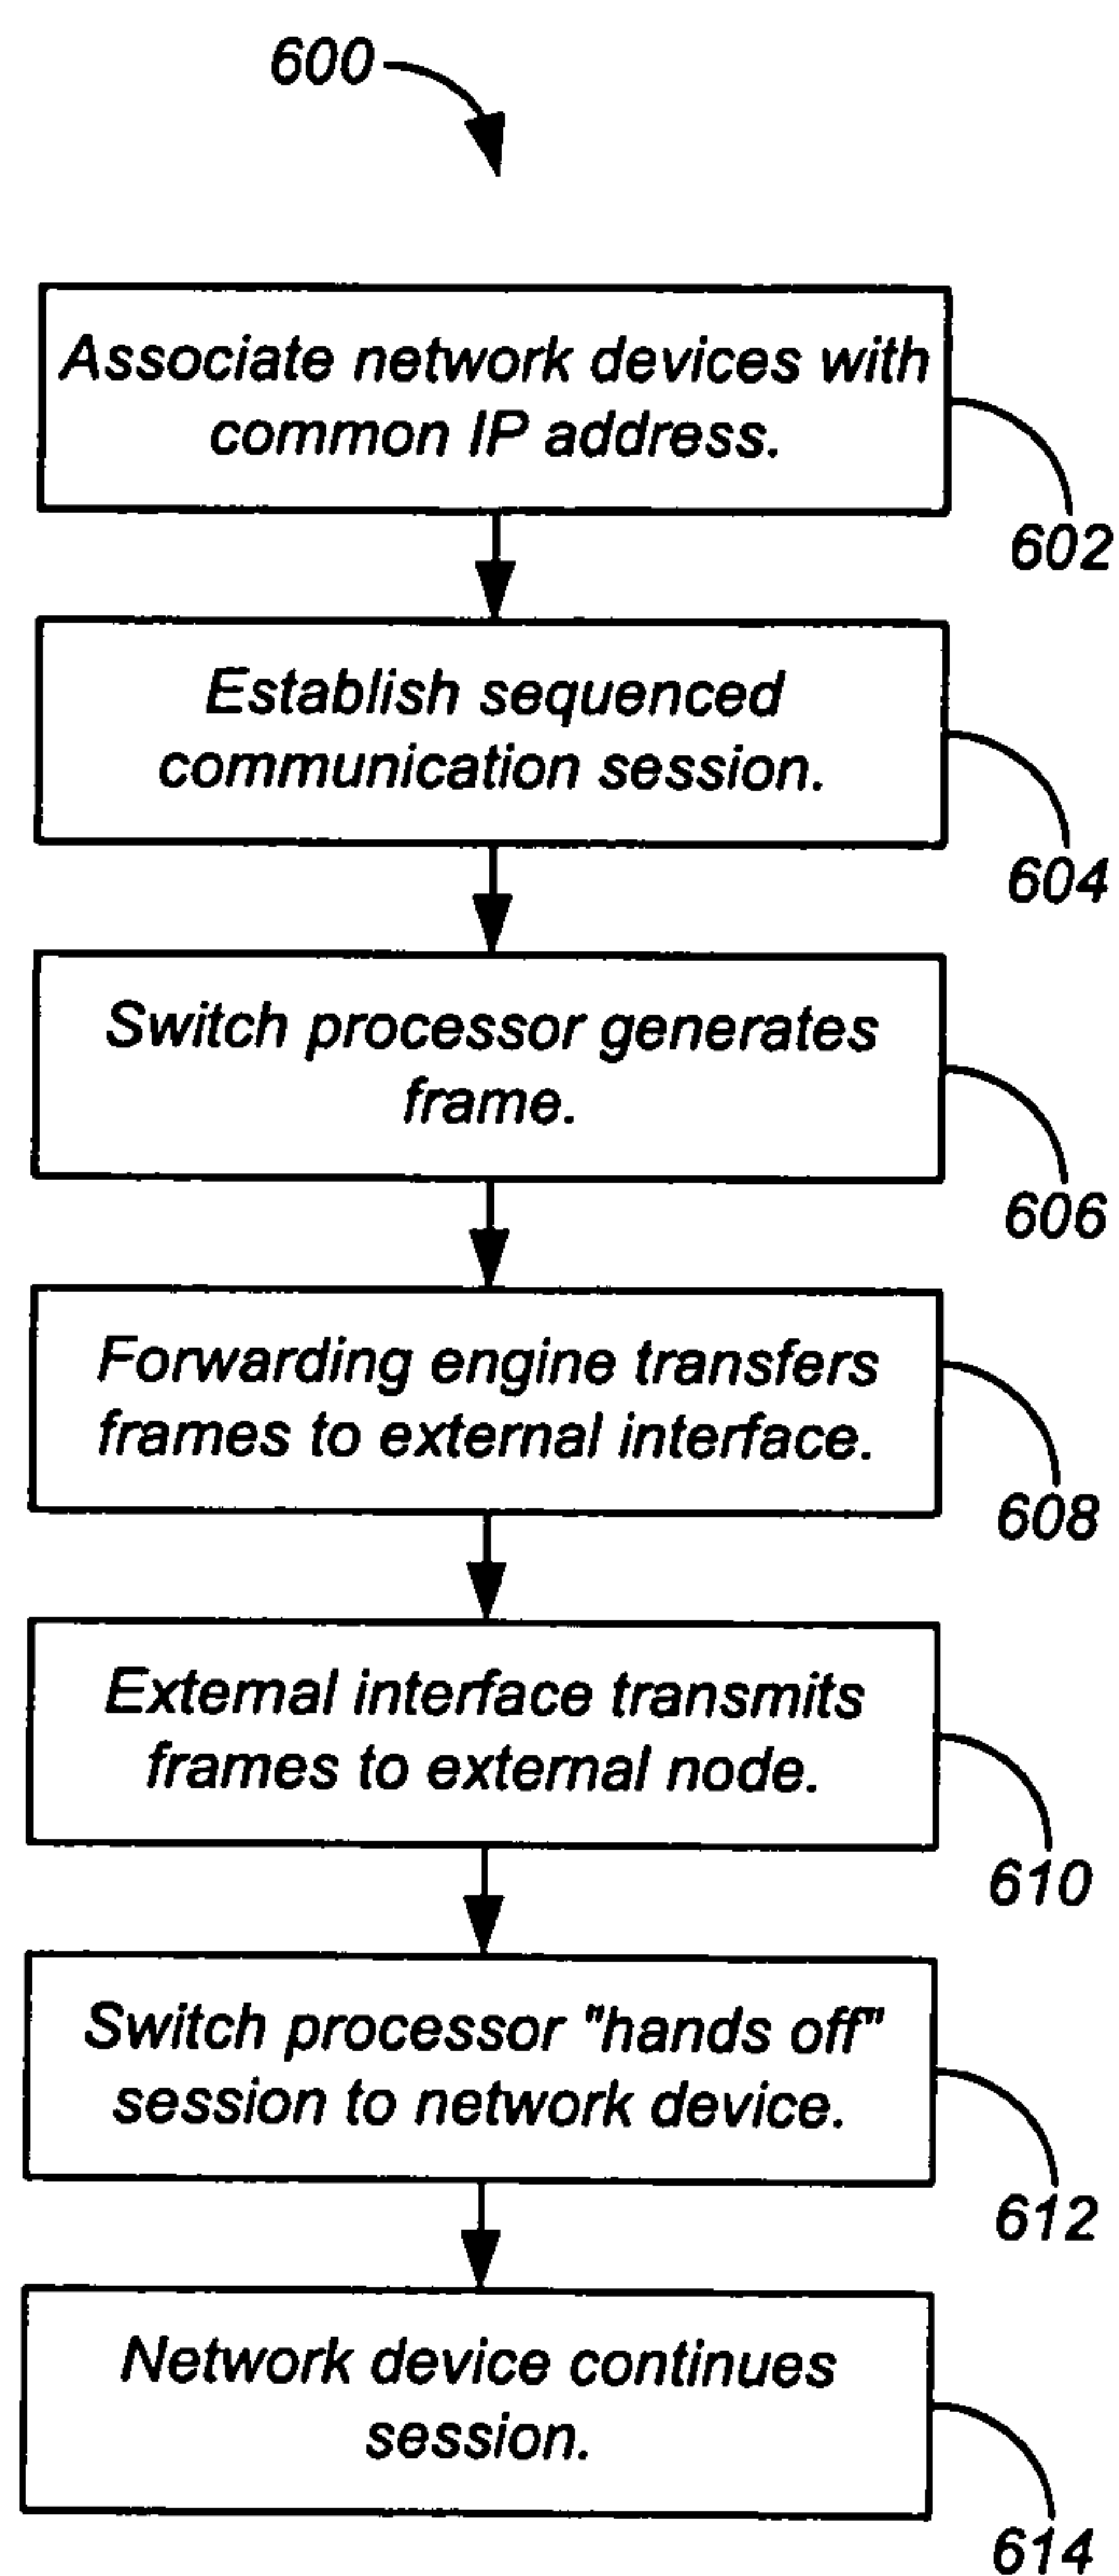 600
Associate network devices with
common IP address.
602
Establish sequenced
communication session.
604
Switch processor generates
frame.
606
Forwarding engine transfers
frames to external interface.
608
External interface transmits
frames to external node.
610
Switch processor "hands off"
session to network device.
612
Network device continues
session.
614